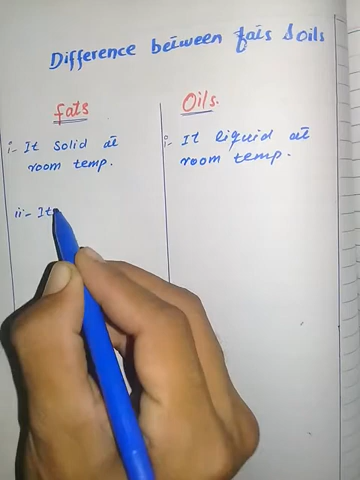 Difference between fats & oils
fats
i- It solid at
room temp.
ii- It
Oils.
i- It liquid at
room temp.